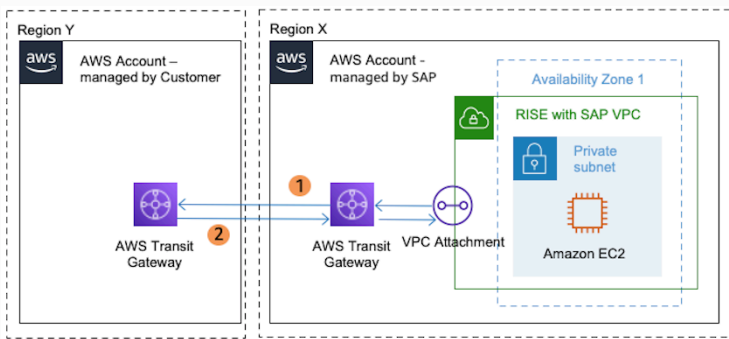 Region Y
aws
AWS Account –
managed by Customer
AWS Transit
Gateway
1
2
Region X
aws
AWS Account -
managed by SAP
AWS Transit
Gateway
VPC Attachment
Availability Zone 1
RISE with SAP VPC
Private
subnet
Amazon EC2